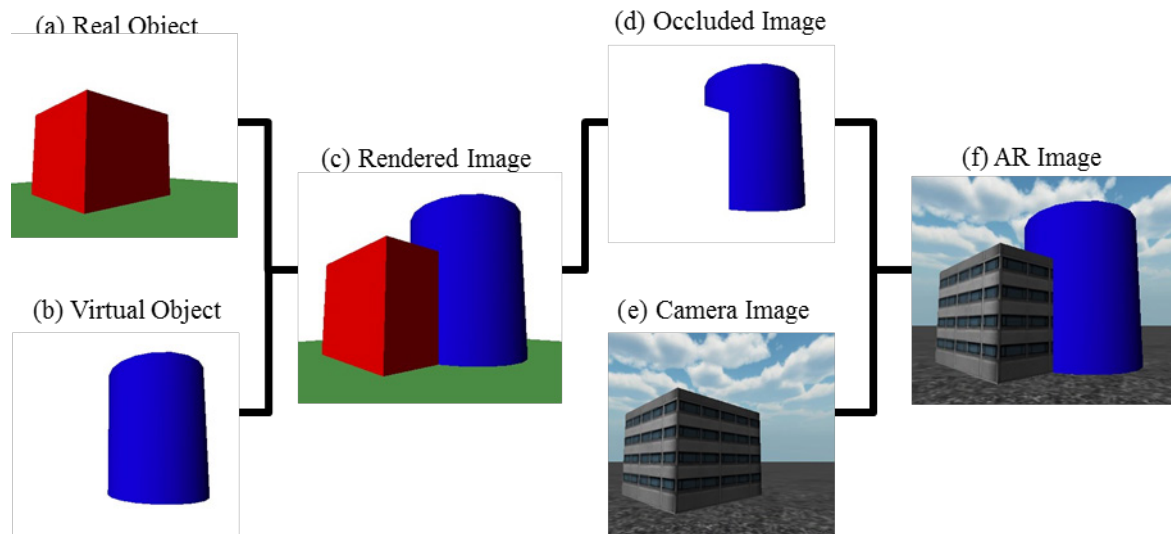 (a) Real Object
(b) Virtual Object
(c) Rendered Image
(d) Occluded Image
(e) Camera Image
(f) AR Image